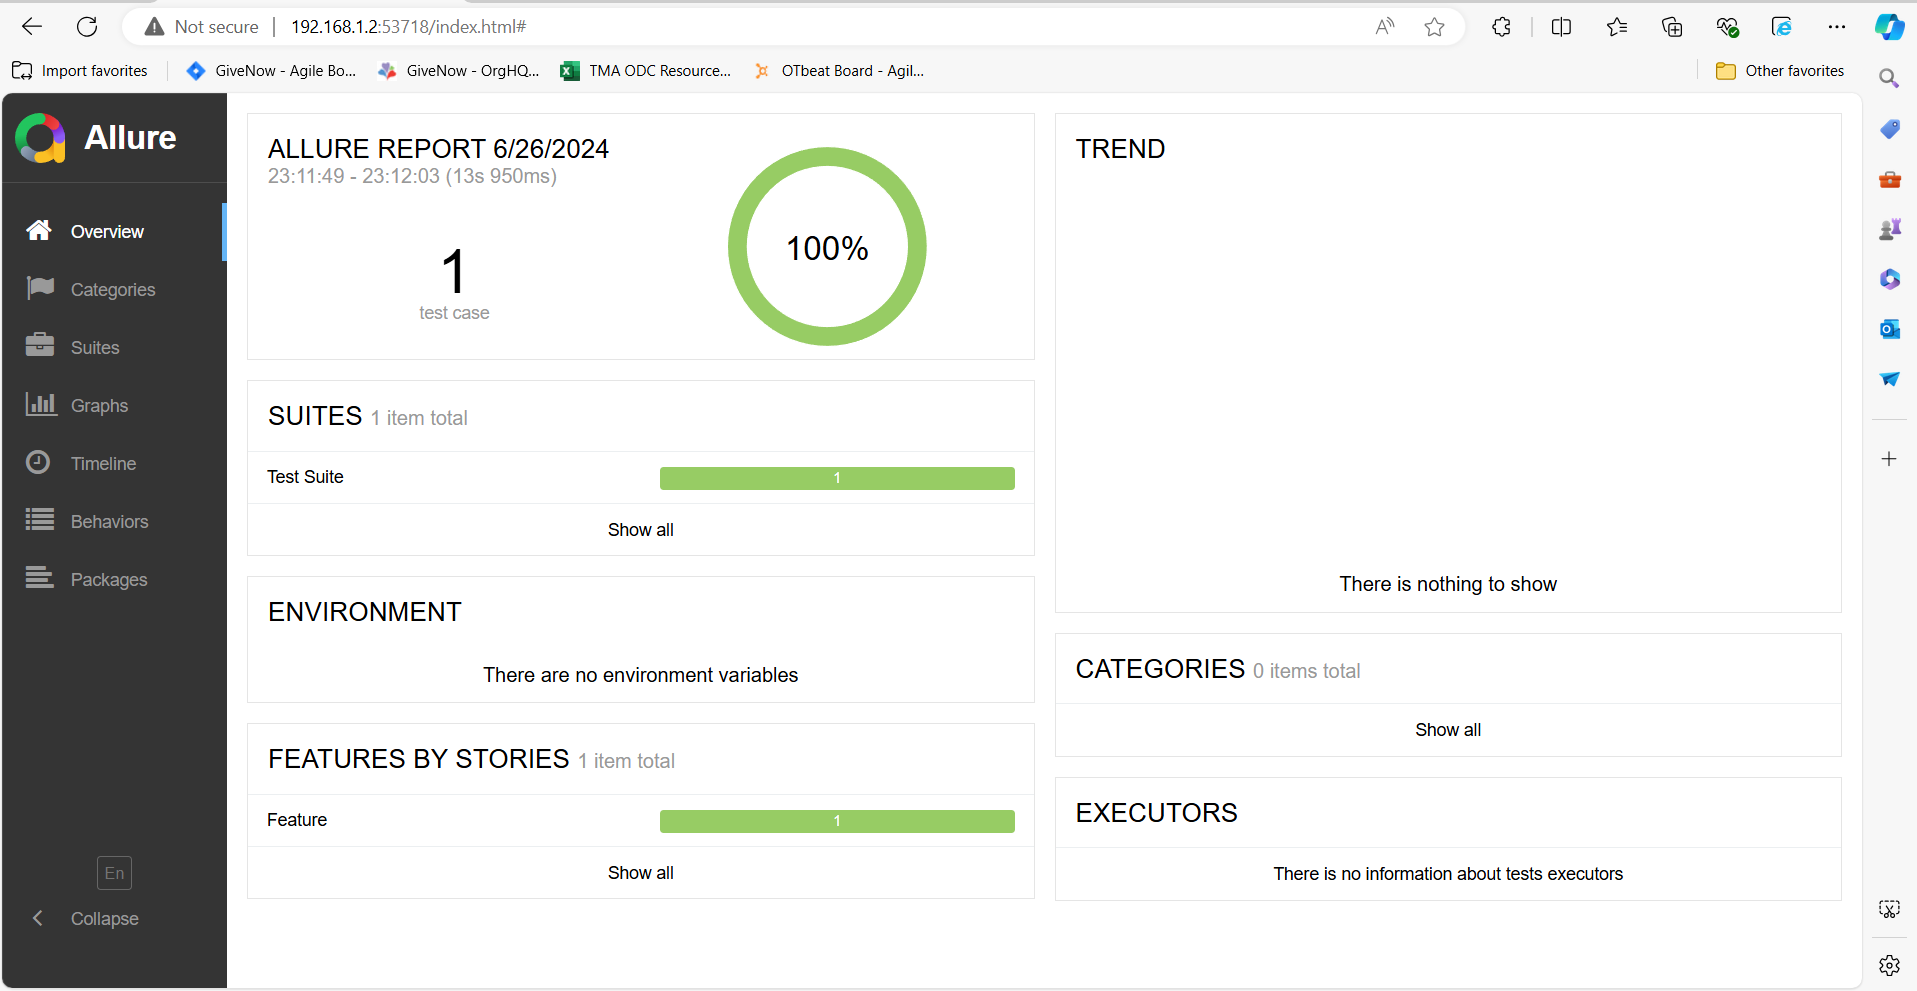 Not secure
192.168.1.2:53718/index.html#
Import favorites
GiveNow - Agile Bo...
GiveNow - OrgHQ...
TMA ODC Resource...
OTbeat Board - Agil...
Other favorites
Allure
Overview
Categories
Suites
Graphs
Timeline
Behaviors
Packages
En
Collapse
ALLURE REPORT 6/26/2024
23:11:49 - 23:12:03 (13s 950ms)
1
test case
100%
SUITES 1 item total
Test Suite 1
Show all
ENVIRONMENT
There are no environment variables
FEATURES BY STORIES 1 item total
Feature 1
Show all
TREND
There is nothing to show
CATEGORIES 0 items total
Show all
EXECUTORS
There is no information about tests executors